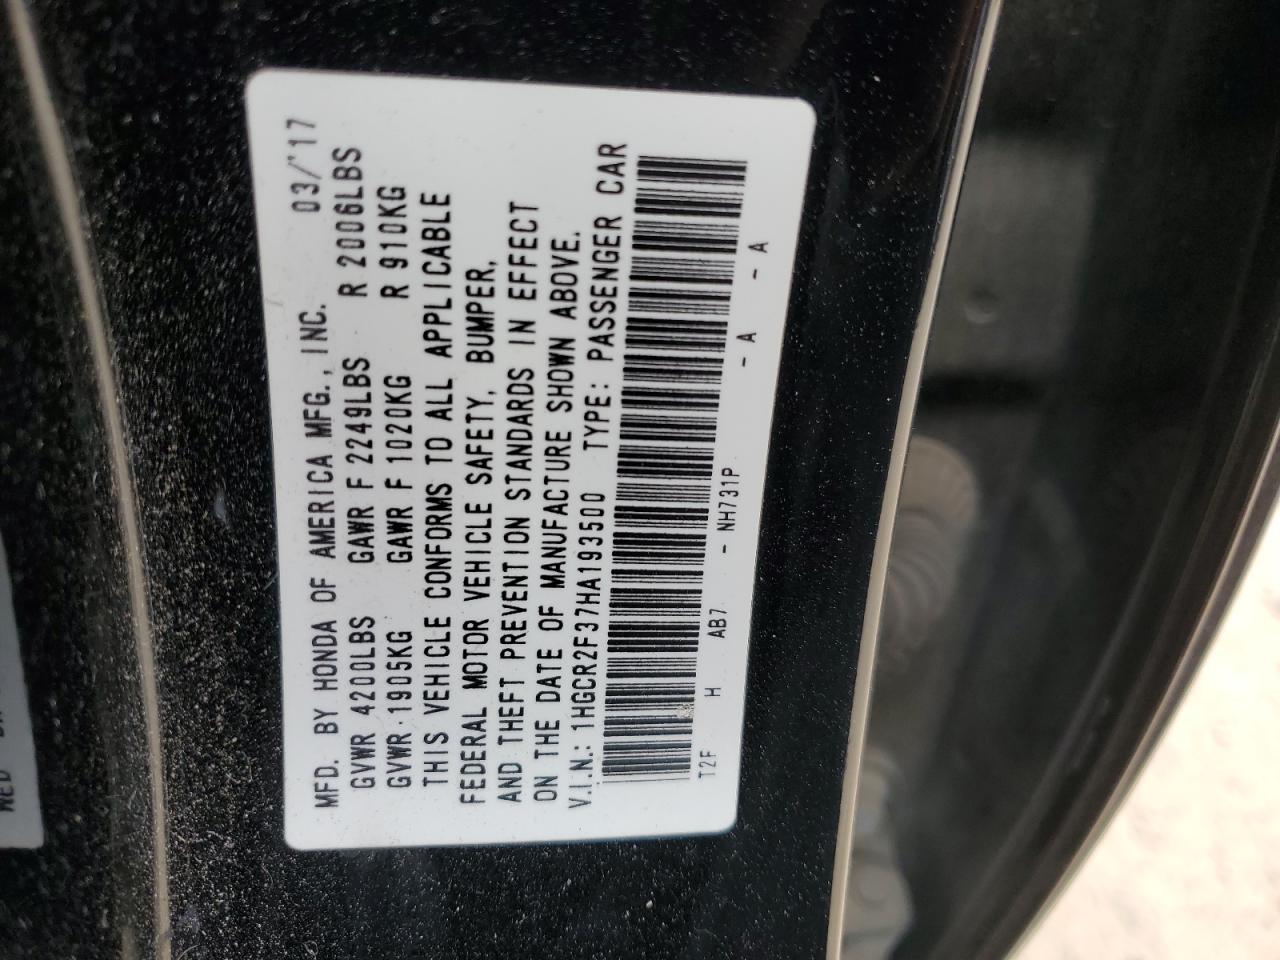 MFD. BY HONDA OF AMERICA MFG., INC. 03/'17
GVWR 4200LBS GAWR F 2249LBS R 2006LBS
GVWR 1905KG GAWR F 1020KG R 910KG
THIS VEHICLE CONFORMS TO ALL APPLICABLE
FEDERAL MOTOR VEHICLE SAFETY, BUMPER,
AND THEFT PREVENTION STANDARDS IN EFFECT
ON THE DATE OF MANUFACTURE SHOWN ABOVE.
V.I.N.: 1HGCR2F37HA193500 TYPE: PASSENGER CAR
T2F H AB7 - NH731P - A - A